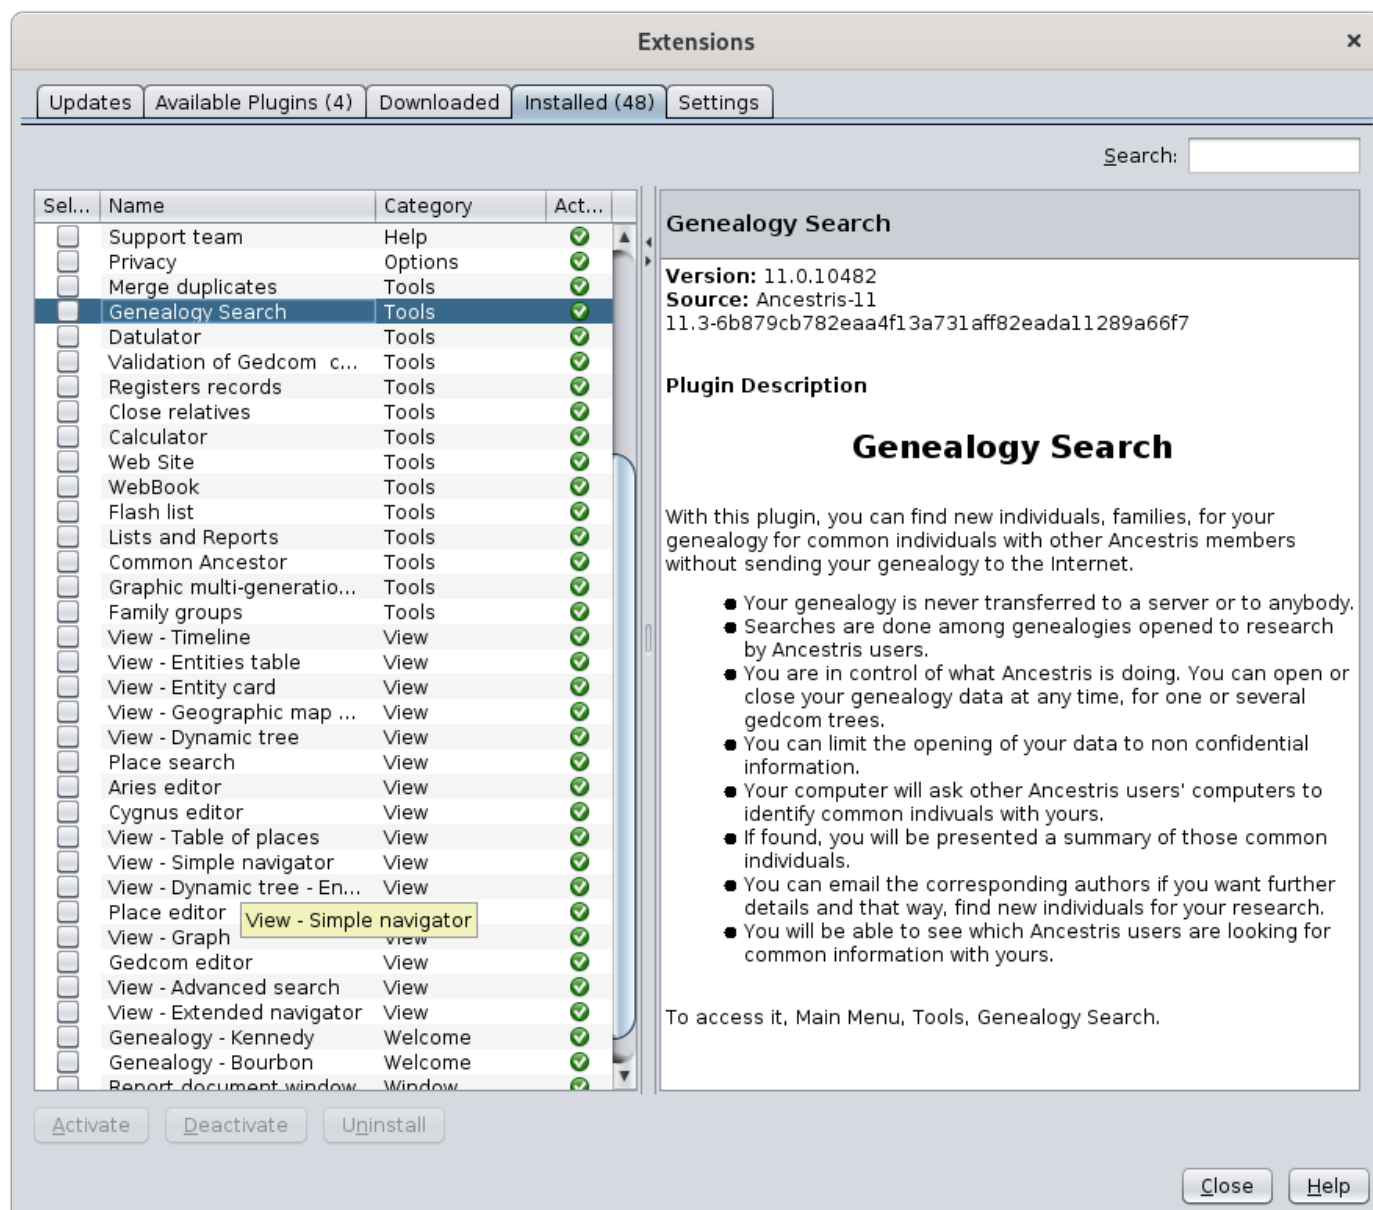 Extensions
Updates Available Plugins (4) Downloaded Installed (48) Settings
Search:
Sel... Name Category Act...
Support team Help
Privacy Options
Merge duplicates Tools
Genealogy Search Tools
Datulator Tools
Validation of Gedcom c... Tools
Registers records Tools
Close relatives Tools
Calculator Tools
Web Site Tools
WebBook Tools
Flash list Tools
Lists and Reports Tools
Common Ancestor Tools
Graphic multi-generatio... Tools
Family groups Tools
View - Timeline View
View - Entities table View
View - Entity card View
View - Geographic map ... View
View - Dynamic tree View
Place search View
Aries editor View
Cygnus editor View
View - Table of places View
View - Simple navigator View
View - Dynamic tree - En... View
Place editor
View - Simple navigator
View - Graph View
Gedcom editor View
View - Advanced search View
View - Extended navigator View
Genealogy - Kennedy Welcome
Genealogy - Bourbon Welcome
Report document window Window
Genealogy Search
Version: 11.0.10482
Source: Ancestris-11
11.3-6b879cb782eaa4f13a731aff82eada11289a66f7
Plugin Description
Genealogy Search
With this plugin, you can find new individuals, families, for your
genealogy for common individuals with other Ancestris members
without sending your genealogy to the Internet.
Your genealogy is never transferred to a server or to anybody.
Searches are done among genealogies opened to research
by Ancestris users.
You are in control of what Ancestris is doing. You can open or
close your genealogy data at any time, for one or several
gedcom trees.
You can limit the opening of your data to non confidential
information.
Your computer will ask other Ancestris users' computers to
identify common indivuals with yours.
If found, you will be presented a summary of those common
individuals.
You can email the corresponding authors if you want further
details and that way, find new individuals for your research.
You will be able to see which Ancestris users are looking for
common information with yours.
To access it, Main Menu, Tools, Genealogy Search.
Activate Deactivate Uninstall
Close Help